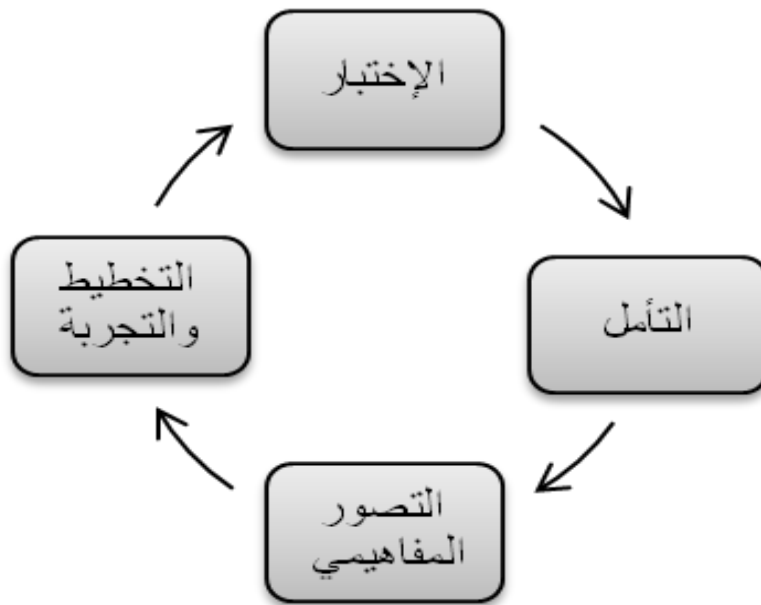 الإختبار
التأمل
التصور
المفاهيمي
التخطيط
والتجربة